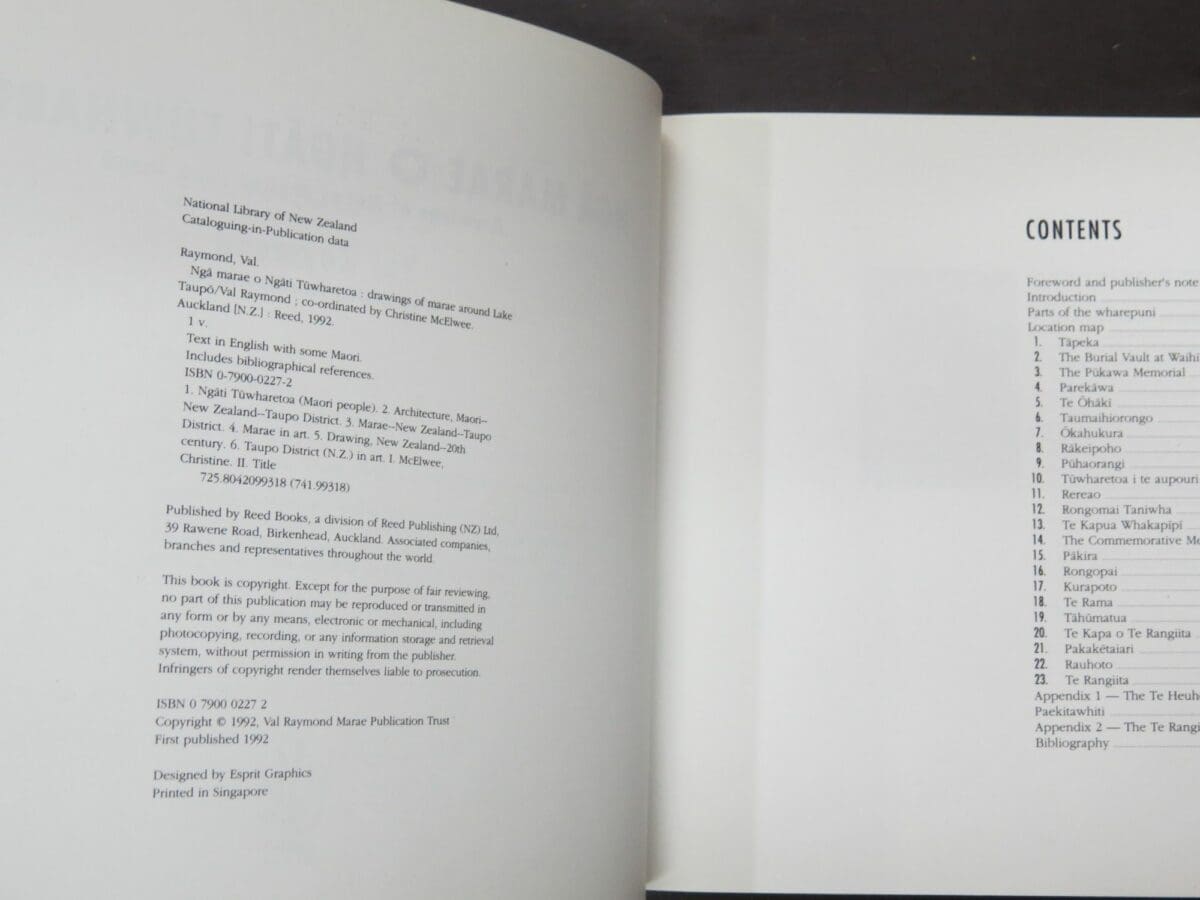 National Library of New Zealand
Cataloguing-in-Publication data
Raymond, Val.
Ngā marae o Ngāti Tūwharetoa : drawings of marae around Lake
Taupō/Val Raymond ; co-ordinated by Christine McElwee.
Auckland [N.Z.] : Reed, 1992.
1 v.
Text in English with some Maori.
Includes bibliographical references.
ISBN 0-7900-0227-2
1. Ngāti Tūwharetoa (Maori people). 2. Architecture, Maori--
New Zealand--Taupo District. 3. Marae--New Zealand--Taupo
District. 4. Marae in art. 5. Drawing, New Zealand--20th
century. 6. Taupo District (N.Z.) in art. I. McElwee,
Christine. II. Title
725.8042099318 (741.99318)
Published by Reed Books, a division of Reed Publishing (NZ) Ltd,
39 Rawene Road, Birkenhead, Auckland. Associated companies,
branches and representatives throughout the world.
This book is copyright. Except for the purpose of fair reviewing,
no part of this publication may be reproduced or transmitted in
any form or by any means, electronic or mechanical, including
photocopying, recording, or any information storage and retrieval
system, without permission in writing from the publisher.
Infringers of copyright render themselves liable to prosecution.
ISBN 0 7900 0227 2
Copyright © 1992, Val Raymond Marae Publication Trust
First published 1992
Designed by Esprit Graphics
Printed in Singapore
CONTENTS
Foreword and publisher's note
Introduction
Parts of the wharepuni
Location map
1. Tāpeka
2. The Burial Vault at Waihi
3. The Pūkawa Memorial
4. Parekāwa
5. Te Ōhāki
6. Taumaihiorongo
7. Ōkahukura
8. Rākeipoho
9. Pūhaorangi
10. Tūwharetoa i te aupouri
11. Rereao
12. Rongomai Taniwha
13. Te Kapua Whakapipi
14. The Commemorative
15. Pākira
16. Rongopai
17. Kurapoto
18. Te Rama
19. Tāhūmatua
20. Te Kapa o Te Rangiita
21. Pakakētaiari
22. Rauhoto
23. Te Rangiita
Appendix 1 — The Te
Paekitawhiti
Appendix 2 — The Te
Bibliography